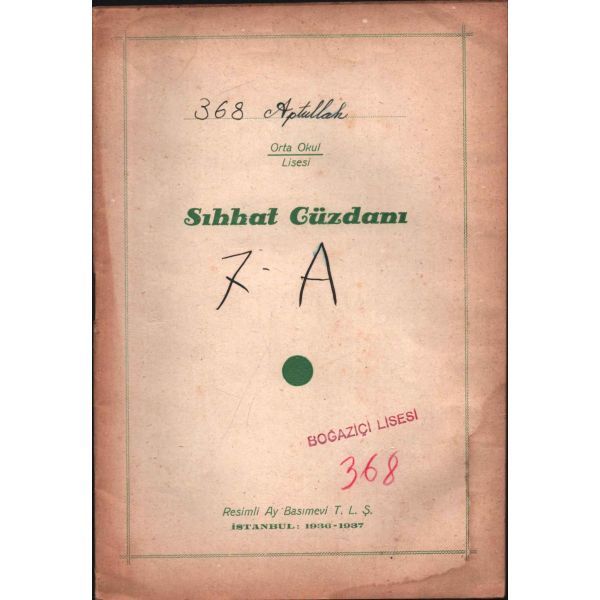 368 Aptullah
Orta Okul
Lisesi
Sıhhat Cüzdanı
7-A
BOĞAZİÇİ LİSESİ
368
Resimli Ay Basımevi T. L. Ş.
İSTANBUL: 1936-1937